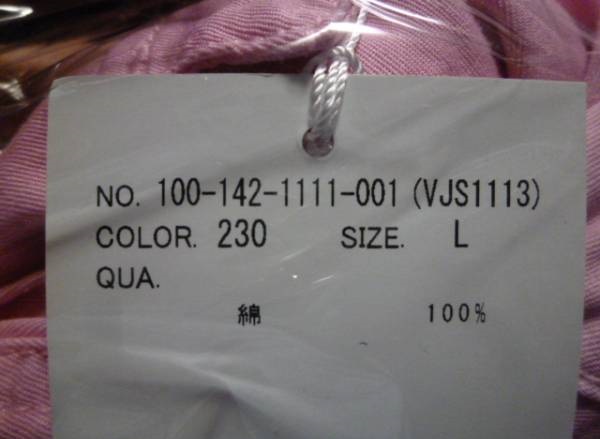 NO. 100-142-1111-001 (VJS1113)
COLOR. 230 SIZE. L
QUA.
綿 100%